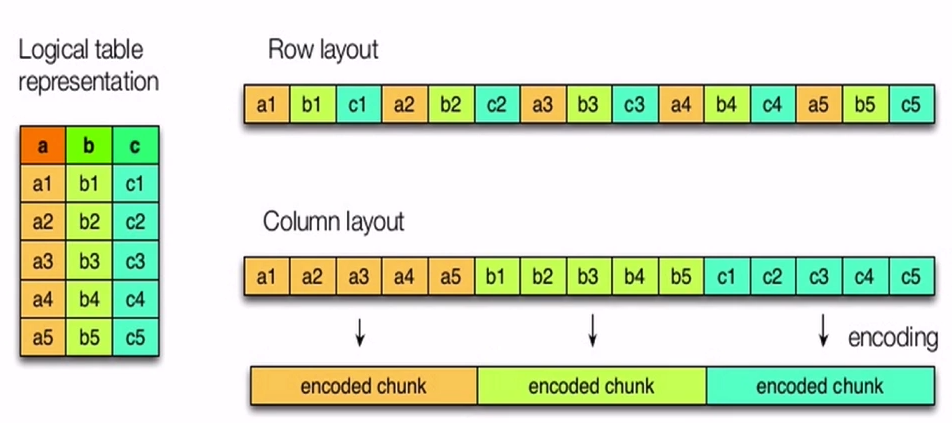 Logical table
representation
a b c
a1 b1 c1
a2 b2 c2
a3 b3 c3
a4 b4 c4
a5 b5 c5
Row layout
a1 b1 c1 a2 b2 c2 a3 b3 c3 a4 b4 c4 a5 b5 c5
Column layout
a1 a2 a3 a4 a5 b1 b2 b3 b4 b5 c1 c2 c3 c4 c5
encoding
encoded chunk encoded chunk encoded chunk